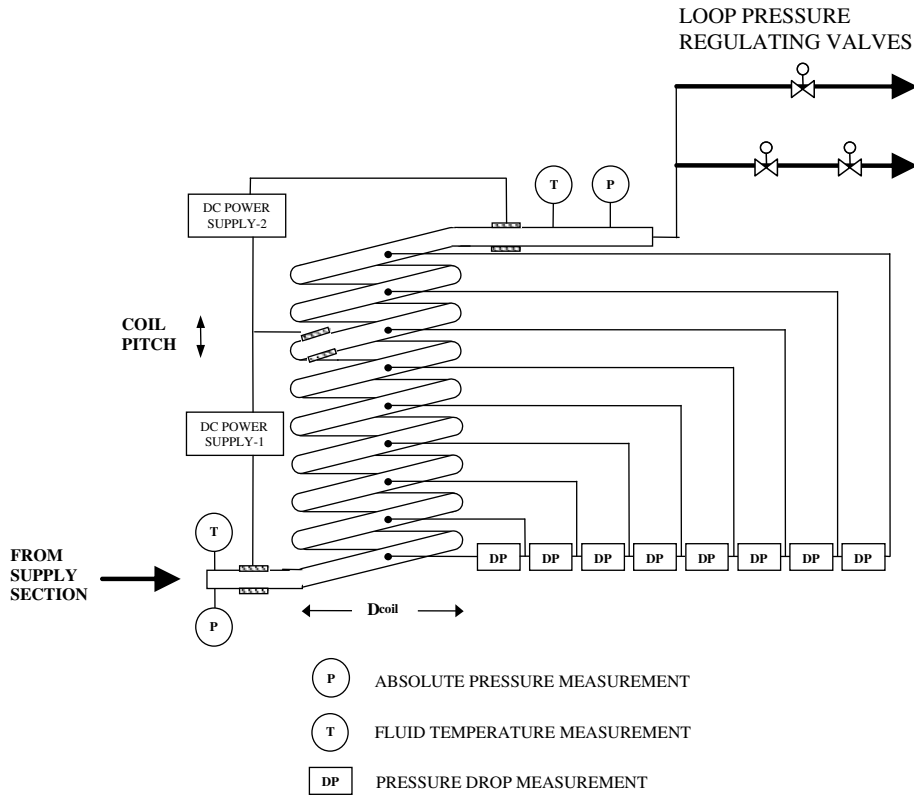 LOOP PRESSURE
REGULATING VALVES
T
P
DC POWER
SUPPLY-2
COIL
PITCH
DC POWER
SUPPLY-1
T
FROM
SUPPLY
SECTION
DP DP DP DP DP DP DP DP
P
Dcoil
P ABSOLUTE PRESSURE MEASUREMENT
T FLUID TEMPERATURE MEASUREMENT
DP PRESSURE DROP MEASUREMENT